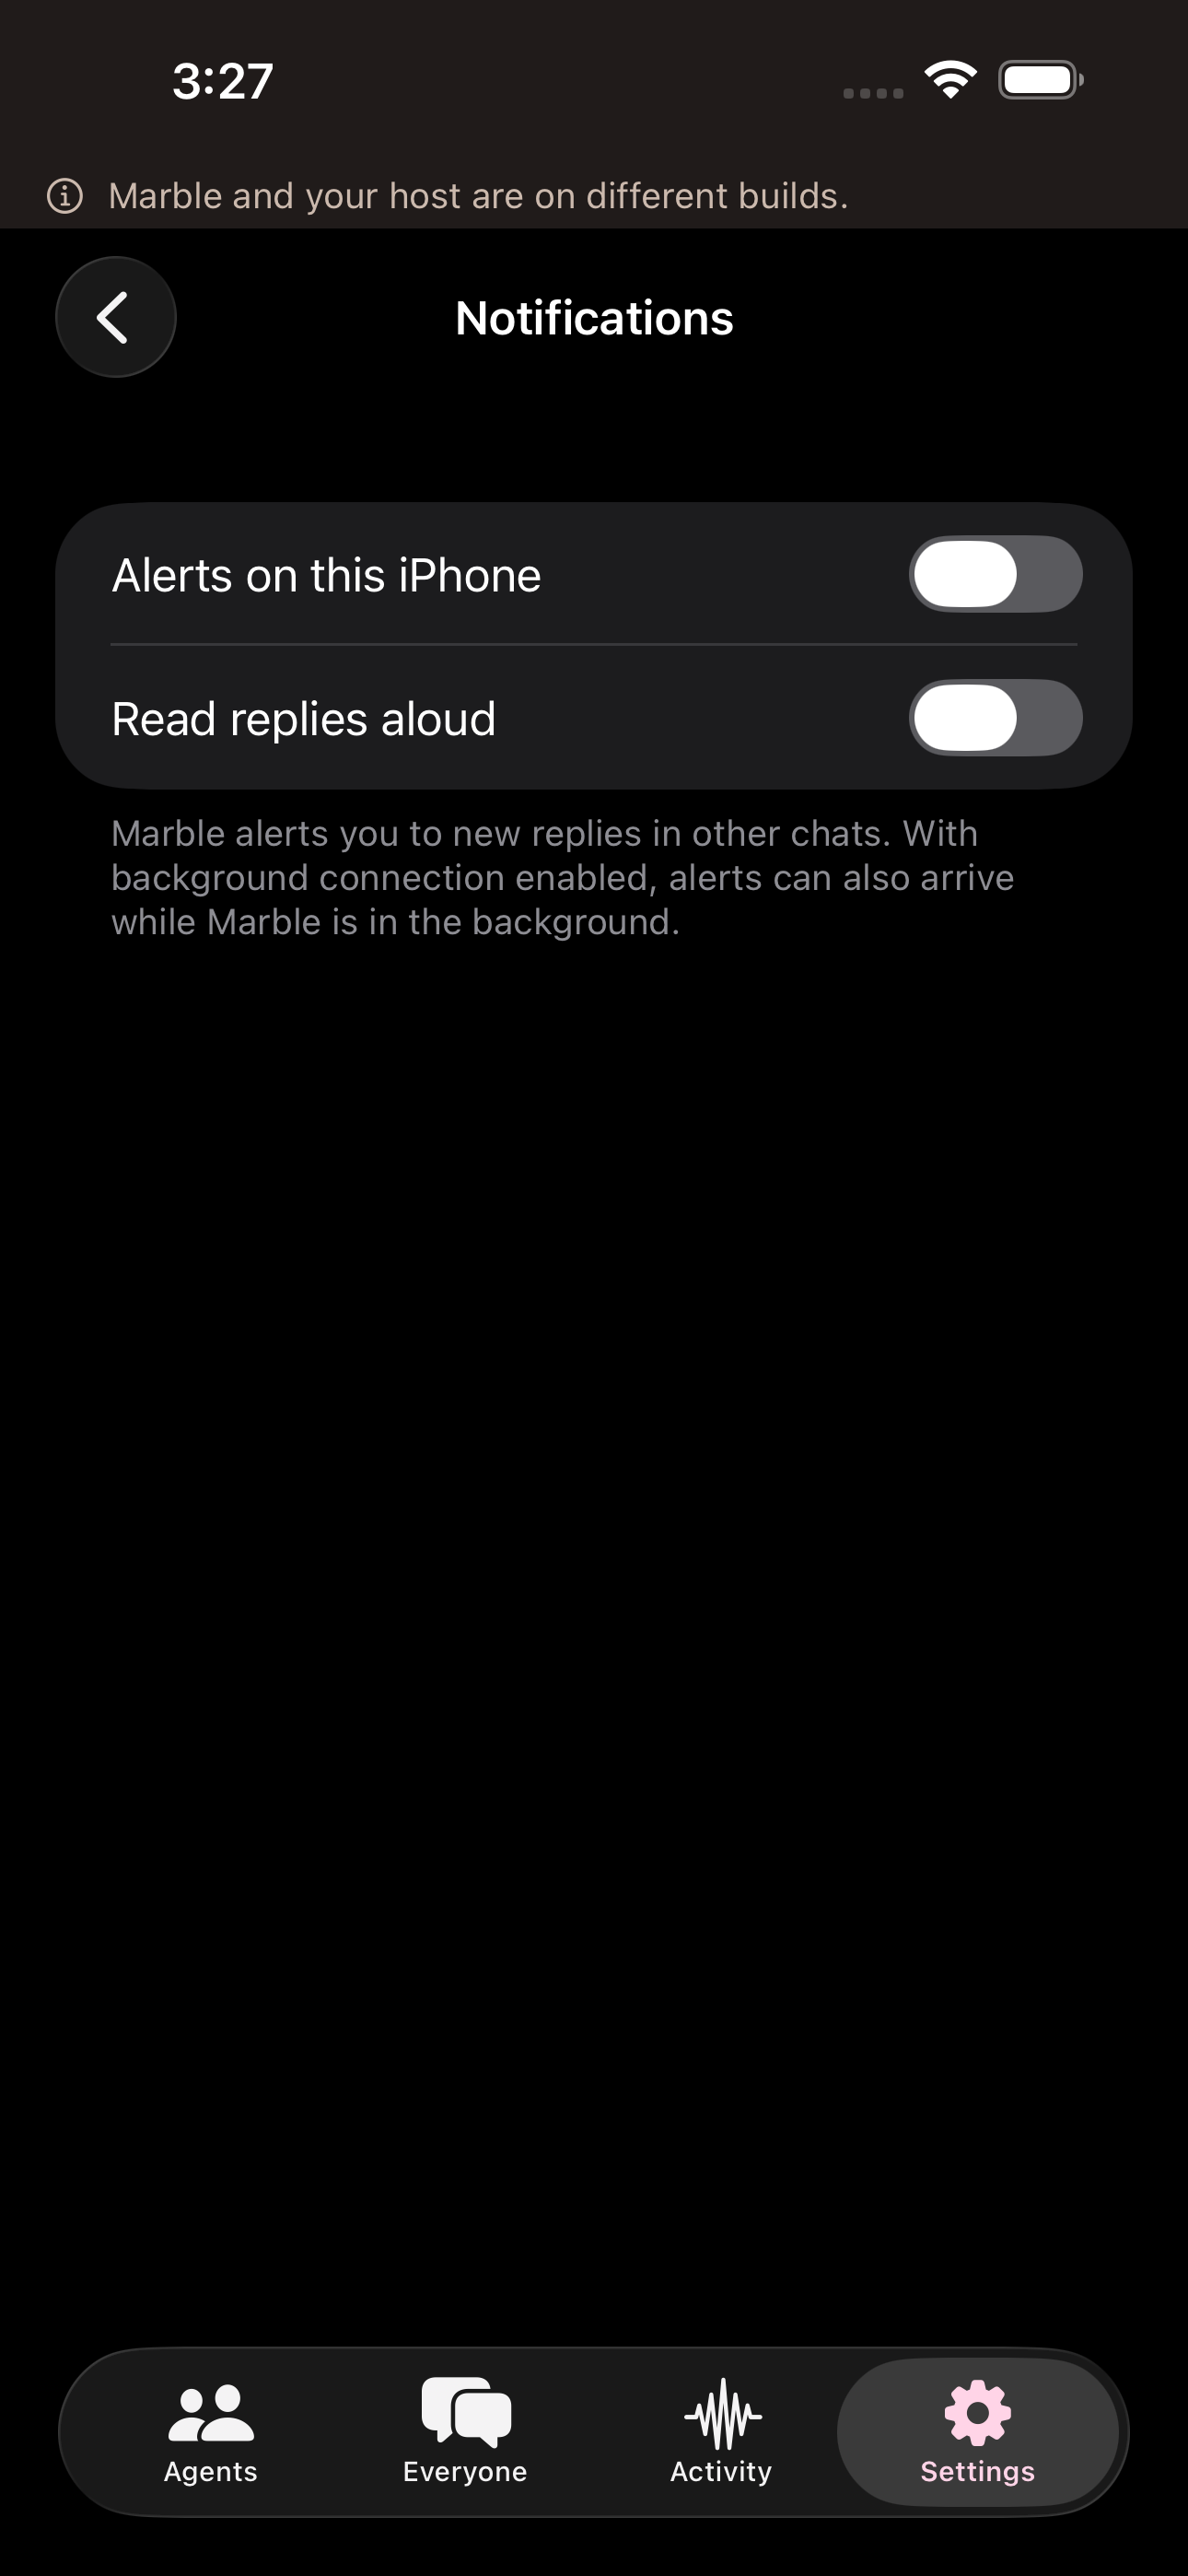 3:27
Marble and your host are on different builds.
Notifications
Alerts on this iPhone
Read replies aloud
Marble alerts you to new replies in other chats. With
background connection enabled, alerts can also arrive
while Marble is in the background.
Agents
Everyone
Activity
Settings